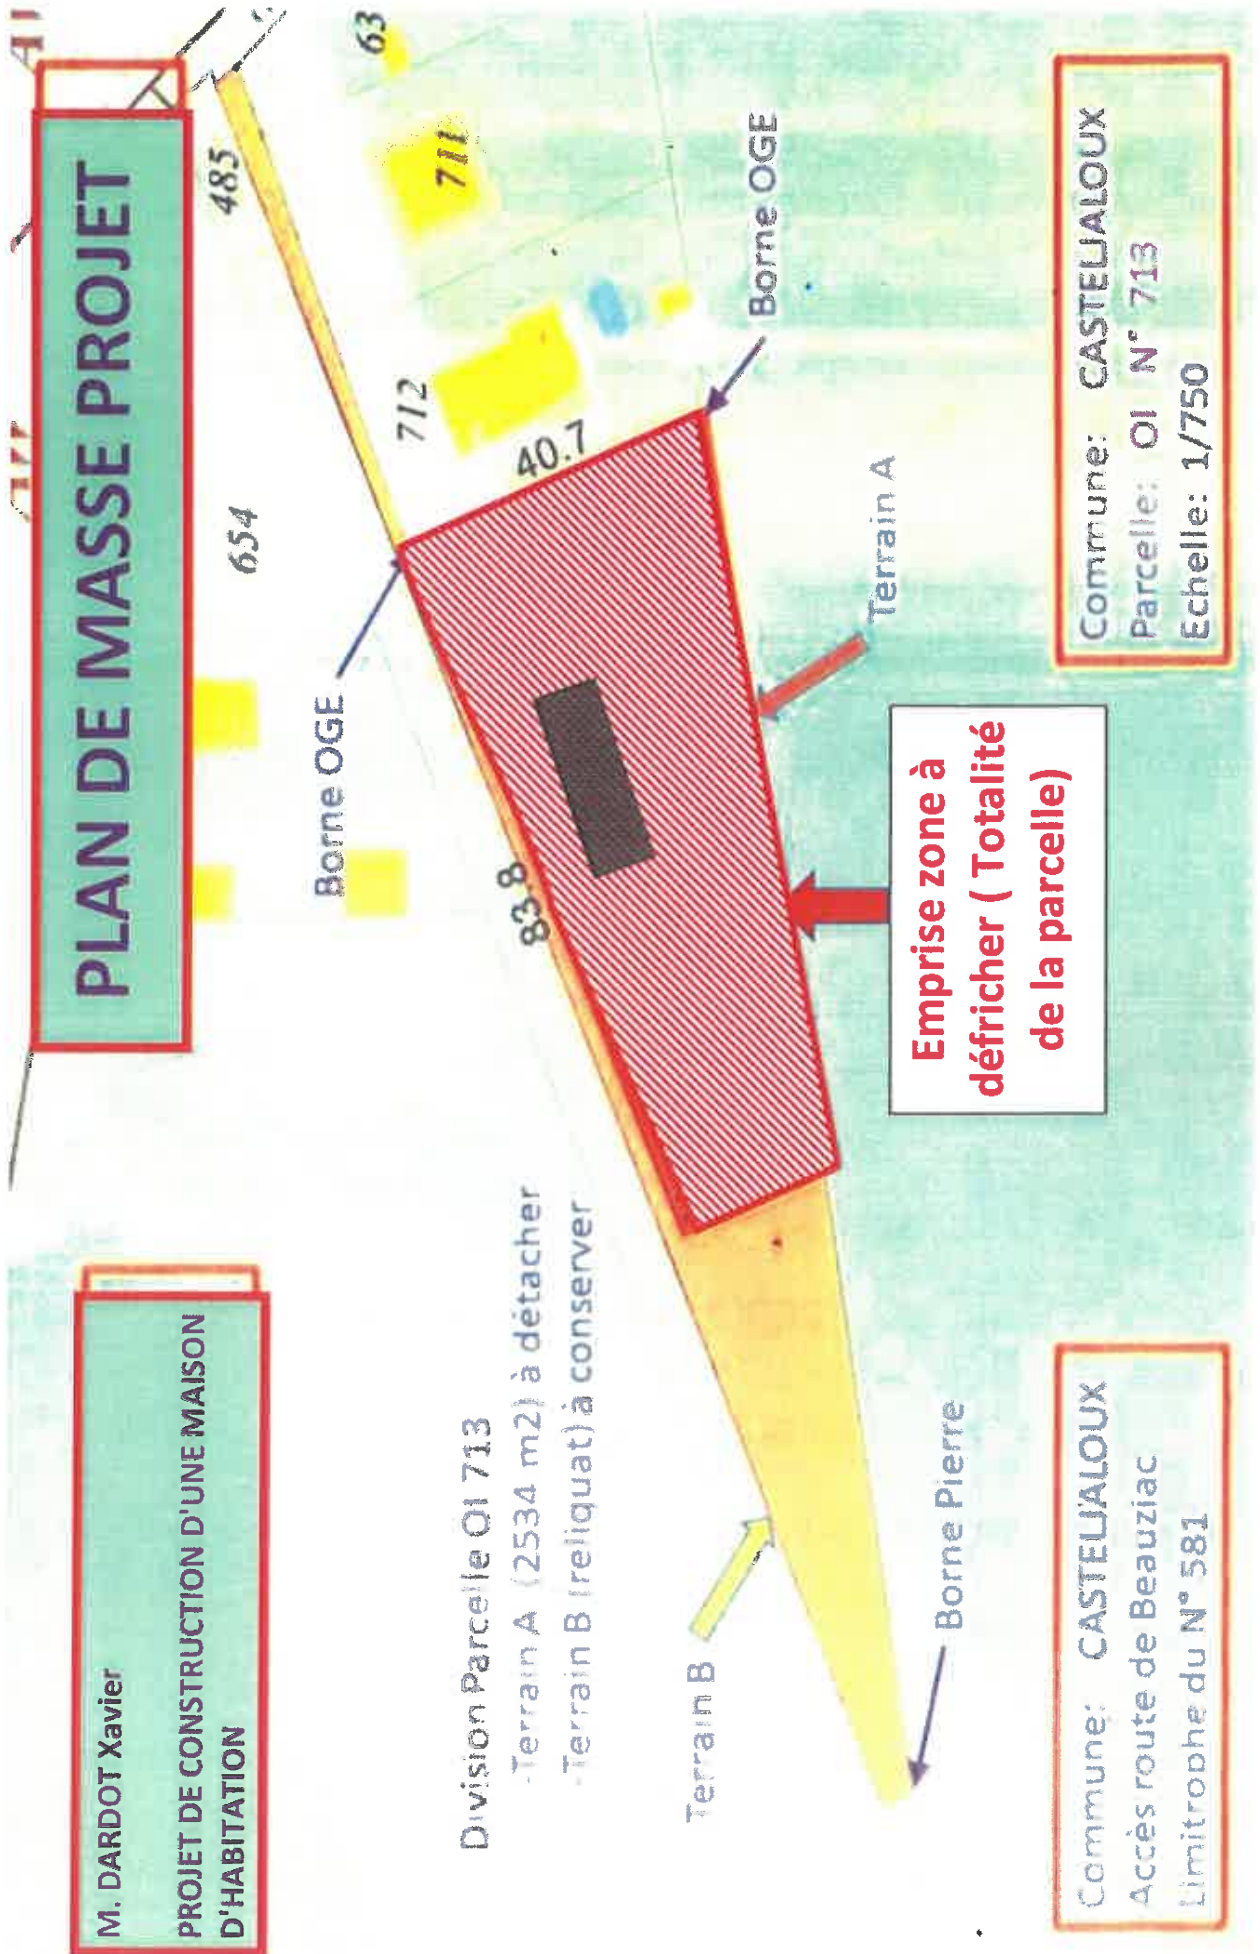 M. DARDOT Xavier
PROJET DE CONSTRUCTION D'UNE MAISON
D'HABITATION
PLAN DE MASSE PROJET
485
654
63
711
712
Borne OGE
83.8
40.7
Borne OGE
Division Parcelle OI 713
-Terrain A (2534 m2) à détacher
-Terrain B (reliquat) à conserver
Terrain B
Terrain A
Borne Pierre
Emprise zone à
défricher ( Totalité
de la parcelle)
Commune: CASTELJALOUX
Accès route de Beauziac
Limitrophe du N° 581
Commune: CASTELJALOUX
Parcelle: OI N° 713
Echelle: 1/750